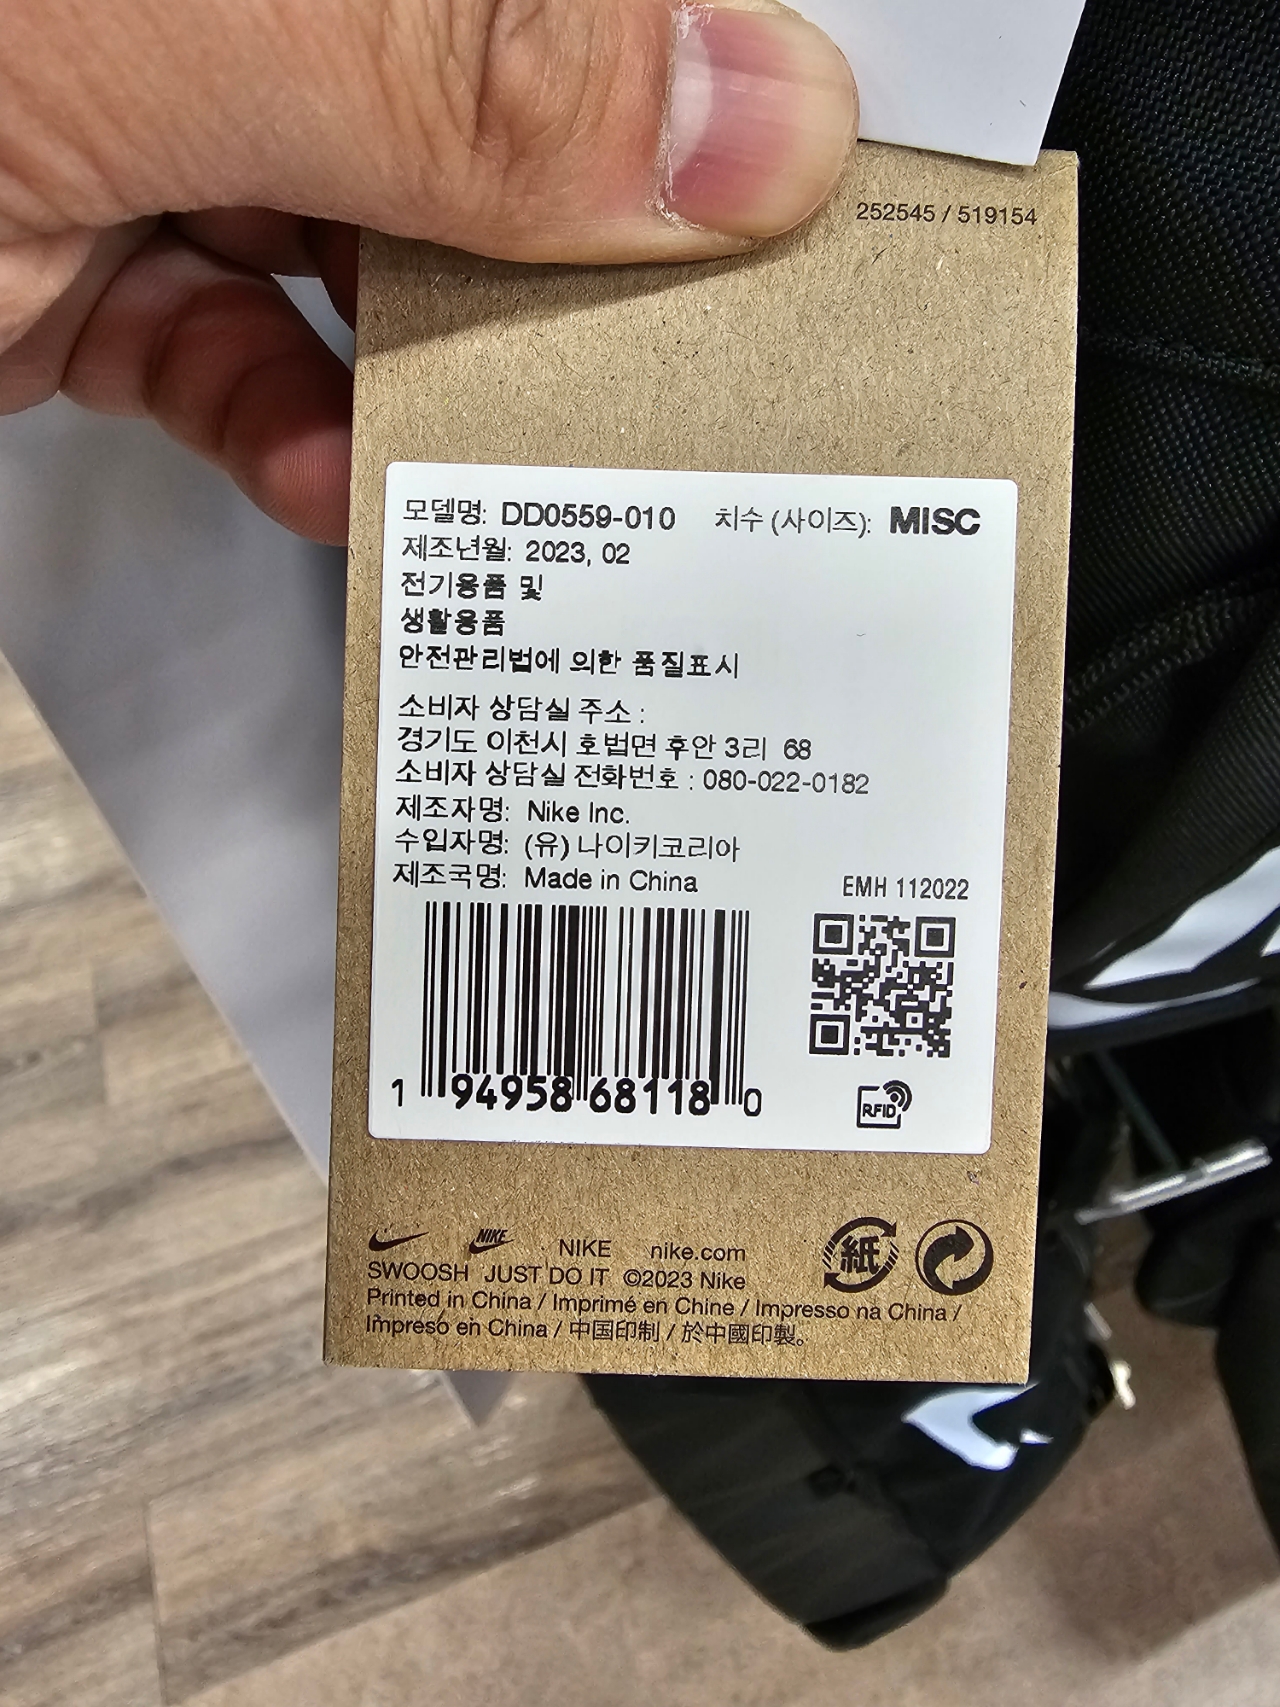 252545 / 519154
모델명: DD0559-010 치수 (사이즈): MISC
제조년월: 2023, 02
전기용품 및
생활용품
안전관리법에 의한 품질표시
소비자 상담실 주소 :
경기도 이천시 호법면 후안 3리 68
소비자 상담실 전화번호 : 080-022-0182
제조자명: Nike Inc.
수입자명: (유) 나이키코리아
제조국명: Made in China
EMH 112022
1 94958 68118 0
RFID
NIKE NIKE nike.com
紙
SWOOSH JUST DO IT ©2023 Nike
Printed in China / Imprimé en Chine / Impresso na China /
Impreso en China / 中国印制 / 於中國印製。